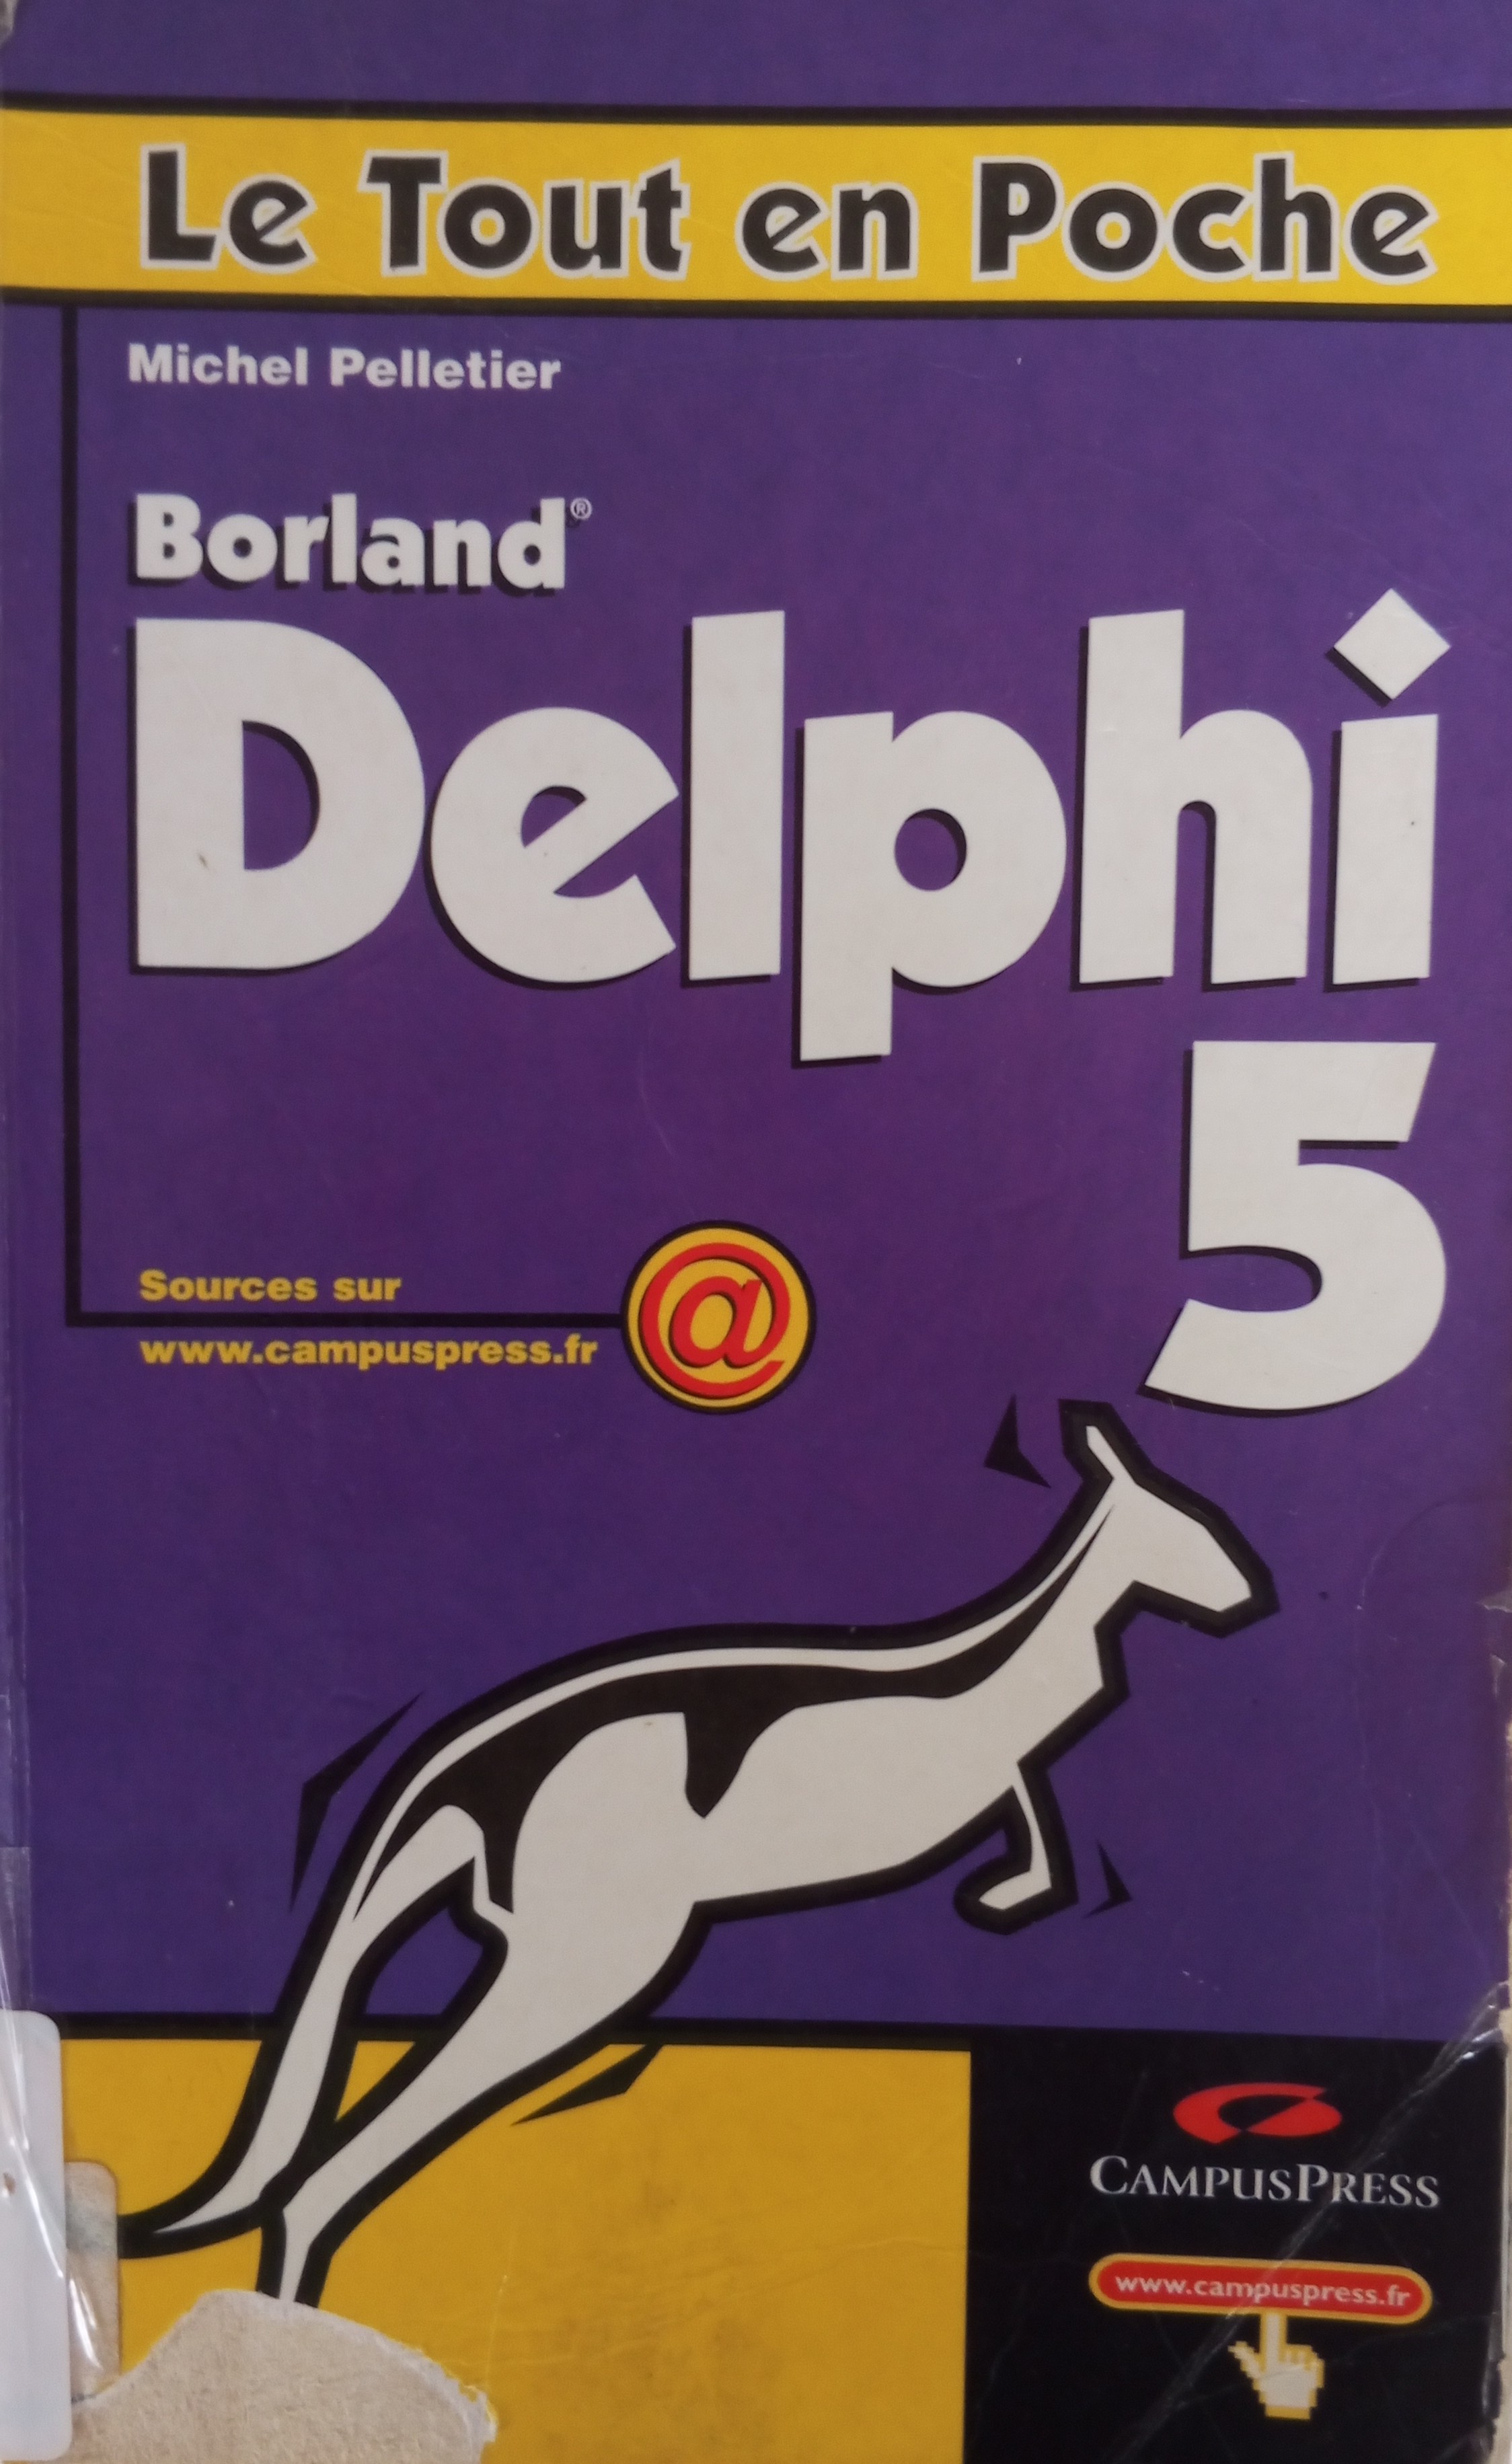 Le Tout en Poche
Michel Pelletier
Borland®
Delphi
5
Sources sur
www.campuspress.fr
@
CAMPUSPRESS
www.campuspress.fr